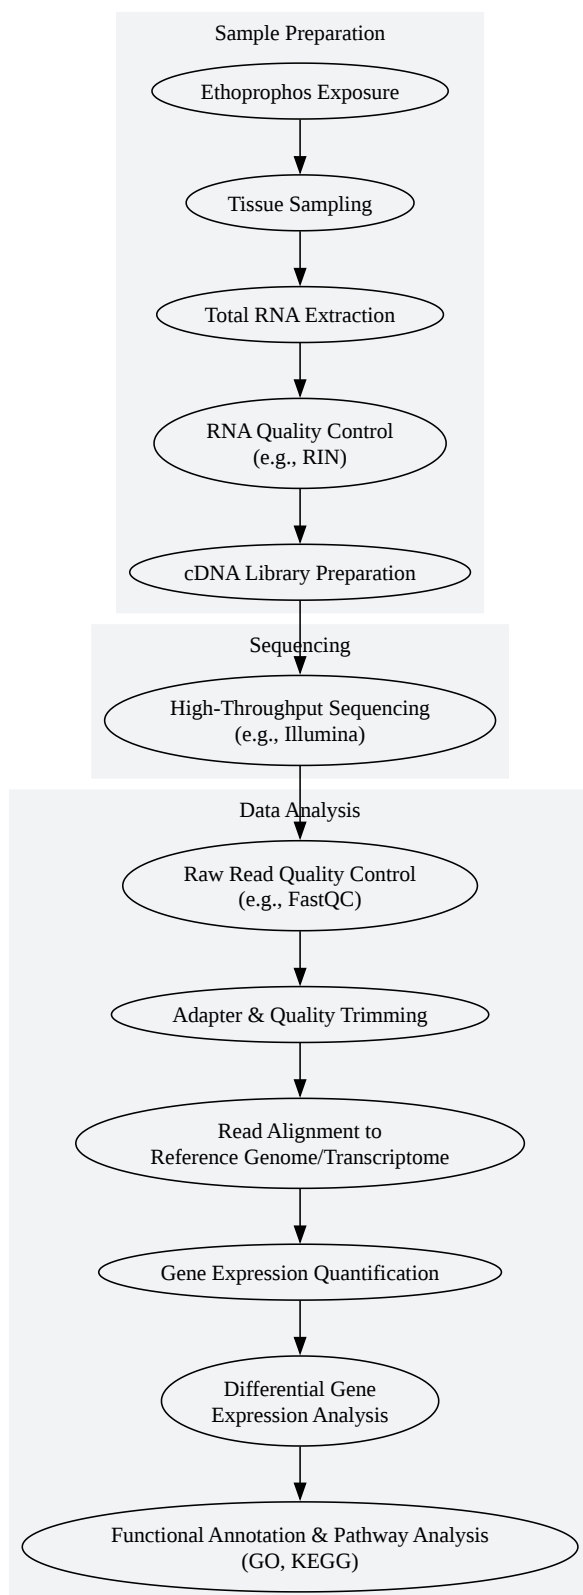 Sample Preparation
Ethoprophos Exposure
Tissue Sampling
Total RNA Extraction
RNA Quality Control
(e.g., RIN)
cDNA Library Preparation
Sequencing
High-Throughput Sequencing
(e.g., Illumina)
Data Analysis
Raw Read Quality Control
(e.g., FastQC)
Adapter & Quality Trimming
Read Alignment to
Reference Genome/Transcriptome
Gene Expression Quantification
Differential Gene
Expression Analysis
Functional Annotation & Pathway Analysis
(GO, KEGG)